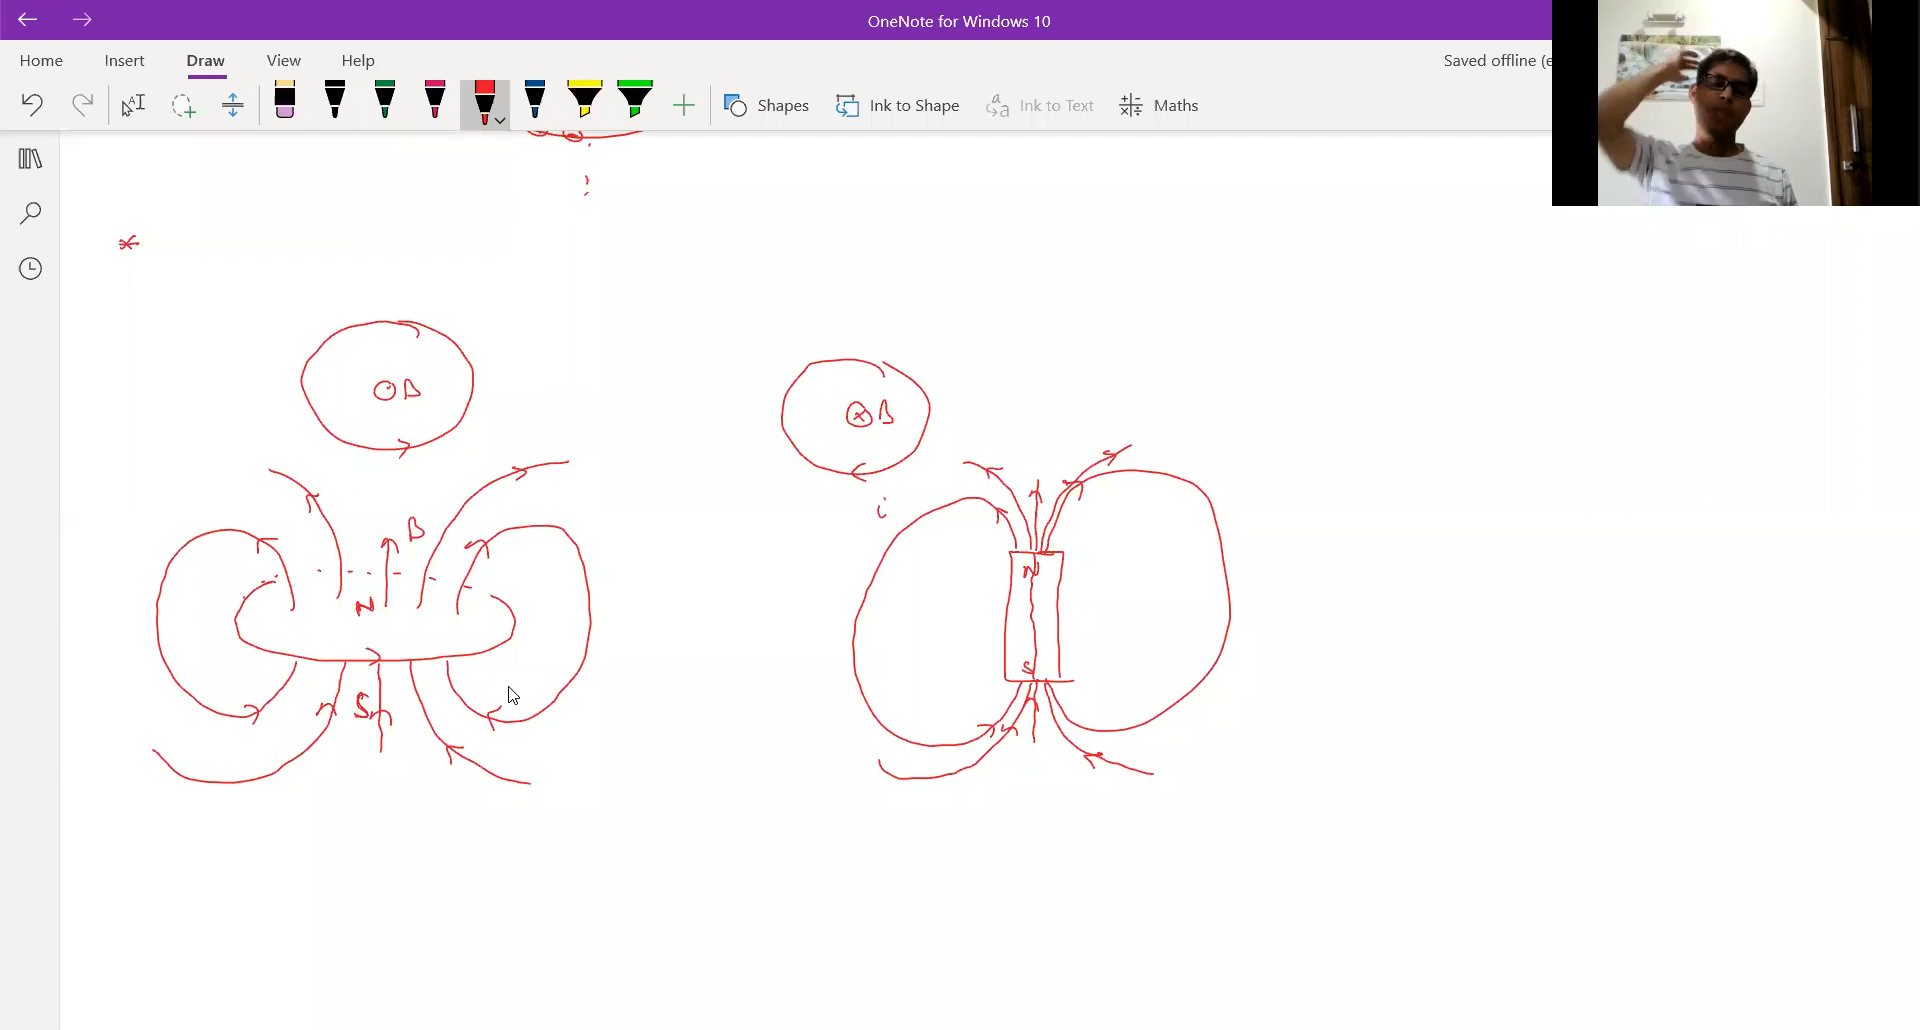 OneNote for Windows 10
Home Insert Draw View Help
Saved offline (e
Shapes Ink to Shape Ink to Text Maths
B
B
i
B
N
N
S
S